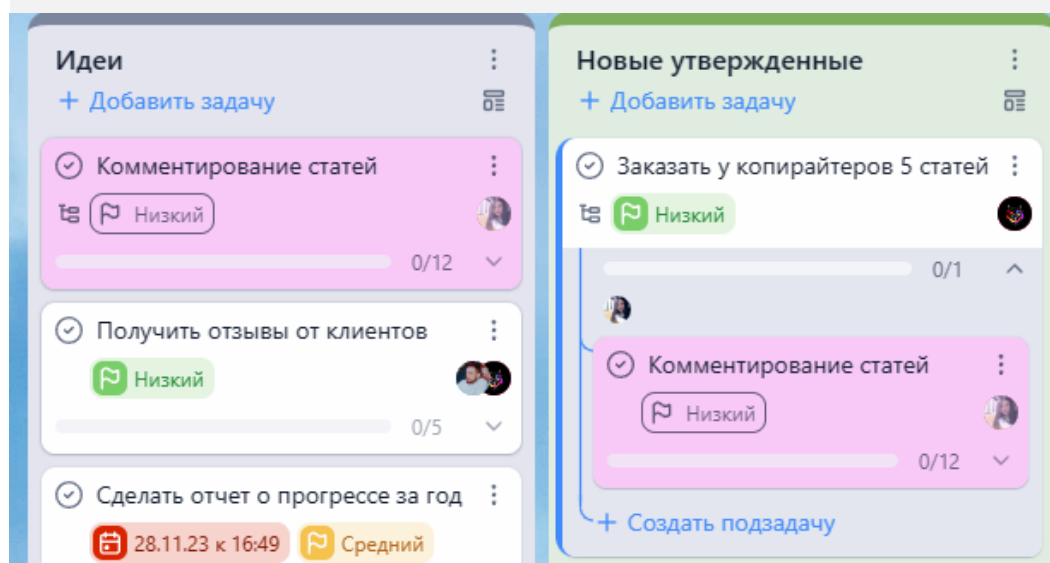 Идеи
+ Добавить задачу
Комментирование статей
Низкий
0/12
Получить отзывы от клиентов
Низкий
0/5
Сделать отчет о прогрессе за год
28.11.23 к 16:49 Средний
Новые утвержденные
+ Добавить задачу
Заказать у копирайтеров 5 статей
Низкий
0/1
Комментирование статей
Низкий
0/12
+ Создать подзадачу